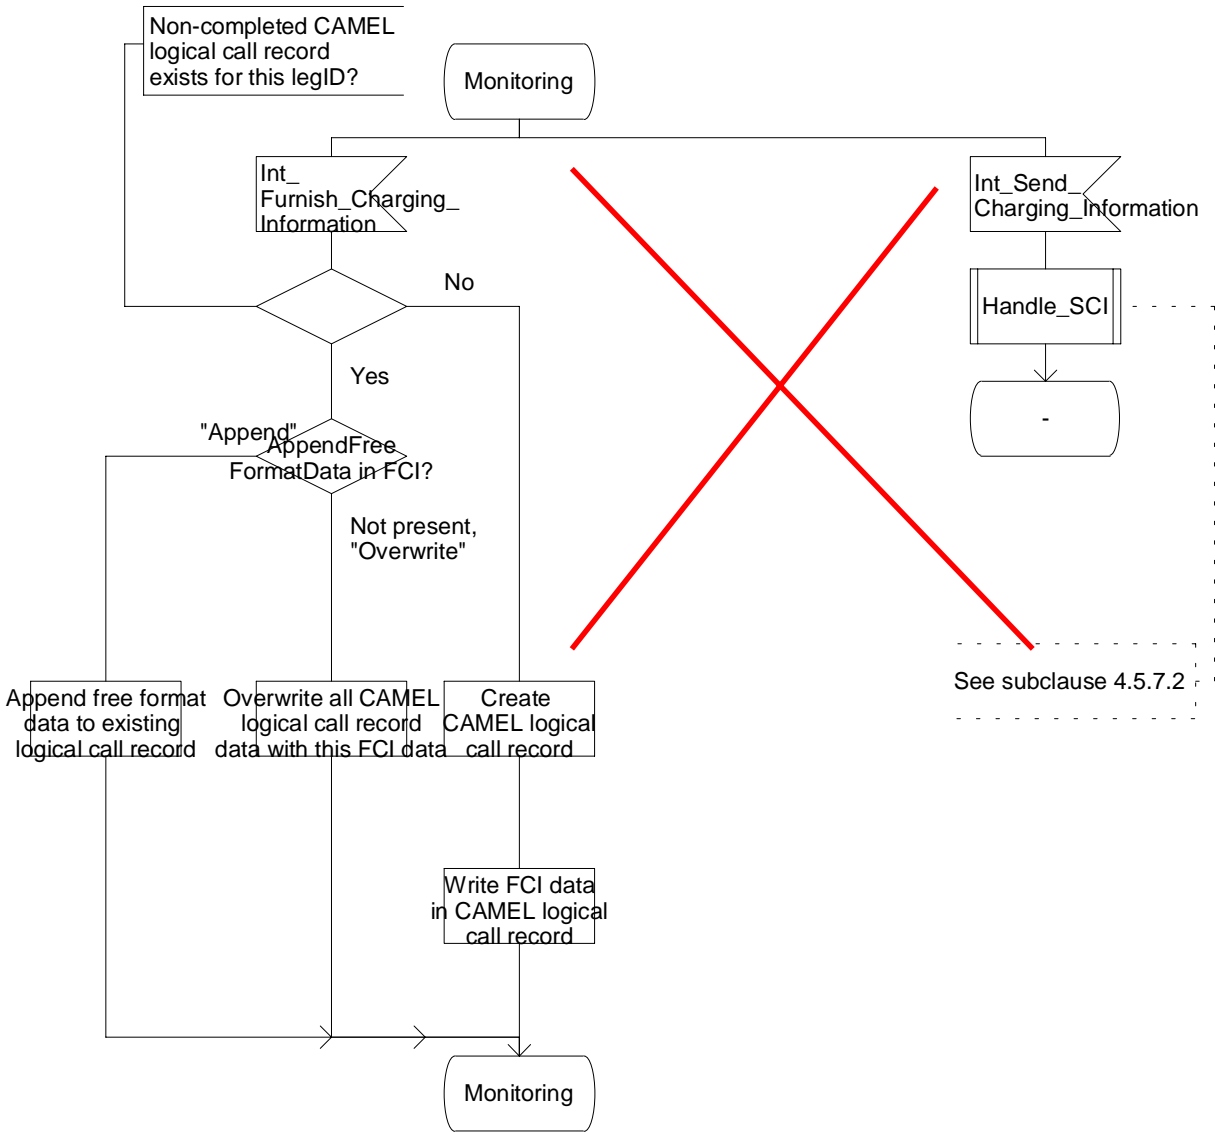 Non-completed CAMEL
logical call record
exists for this legID?
Monitoring
Int_
Furnish_Charging_
Information
Int_Send_
Charging_Information
No
Handle_SCI
Yes
-
"Append"
AppendFree
FormatData in FCI?
Not present,
"Overwrite"
See subclause 4.5.7.2
Append free format
data to existing
logical call record
Overwrite all CAMEL
logical call record
data with this FCI data
Create
CAMEL logical
call record
Write FCI data
in CAMEL logical
call record
Monitoring